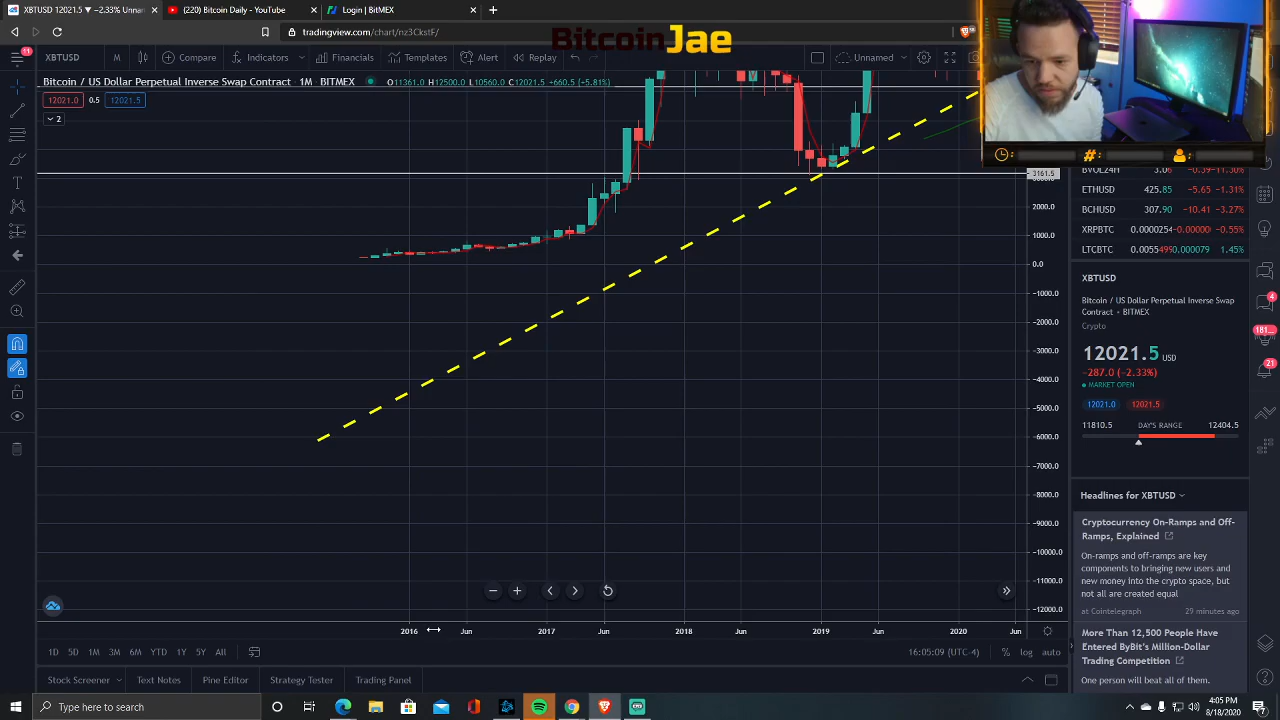 XBTUSD 12021.5 ▼ −2.33% Unnar
(220) Bitcoin Daily - YouTube
Login | BitMEX
11
XBTUSD
Compare
Financials
Templates
Alert
Replay
Unnamed
BitcoinJae
Bitcoin / US Dollar Perpetual Inverse Swap Contract · 1M · BITMEX
O11361.0 H12500.0 L10560.0 C12021.5 +660.5 (+5.81%)
12021.0 0.5 12021.5
2
3161.5
2000.0
1000.0
0.0
−1000.0
−2000.0
−3000.0
−4000.0
−5000.0
−6000.0
−7000.0
−8000.0
−9000.0
−10000.0
−11000.0
−12000.0
2016 Jun 2017 Jun 2018 Jun 2019 Jun 2020 Jun
1D 5D 1M 3M 6M YTD 1Y 5Y All
16:05:09 (UTC-4) % log auto
Stock Screener Text Notes Pine Editor Strategy Tester Trading Panel
# :
ETHUSD 425.85 −5.65 −1.31%
BCHUSD 307.90 −10.41 −3.27%
XRPBTC 0.0000254 −0.00000 −0.55%
LTCBTC 0.005549 0.000079 1.45%
XBTUSD
Bitcoin / US Dollar Perpetual Inverse Swap
Contract • BITMEX
Crypto
12021.5 USD
−287.0 (−2.33%)
MARKET OPEN
12021.0 12021.5
11810.5 DAY'S RANGE 12404.5
Headlines for XBTUSD
Cryptocurrency On-Ramps and Off-
Ramps, Explained
On-ramps and off-ramps are key
components to bringing new users and
new money into the crypto space, but
not all are created equal
at Cointelegraph 29 minutes ago
More Than 12,500 People Have
Entered ByBit's Million-Dollar
Trading Competition
One person will beat all of them.
4
181...
21
Type here to search
4:05 PM
8/18/2020